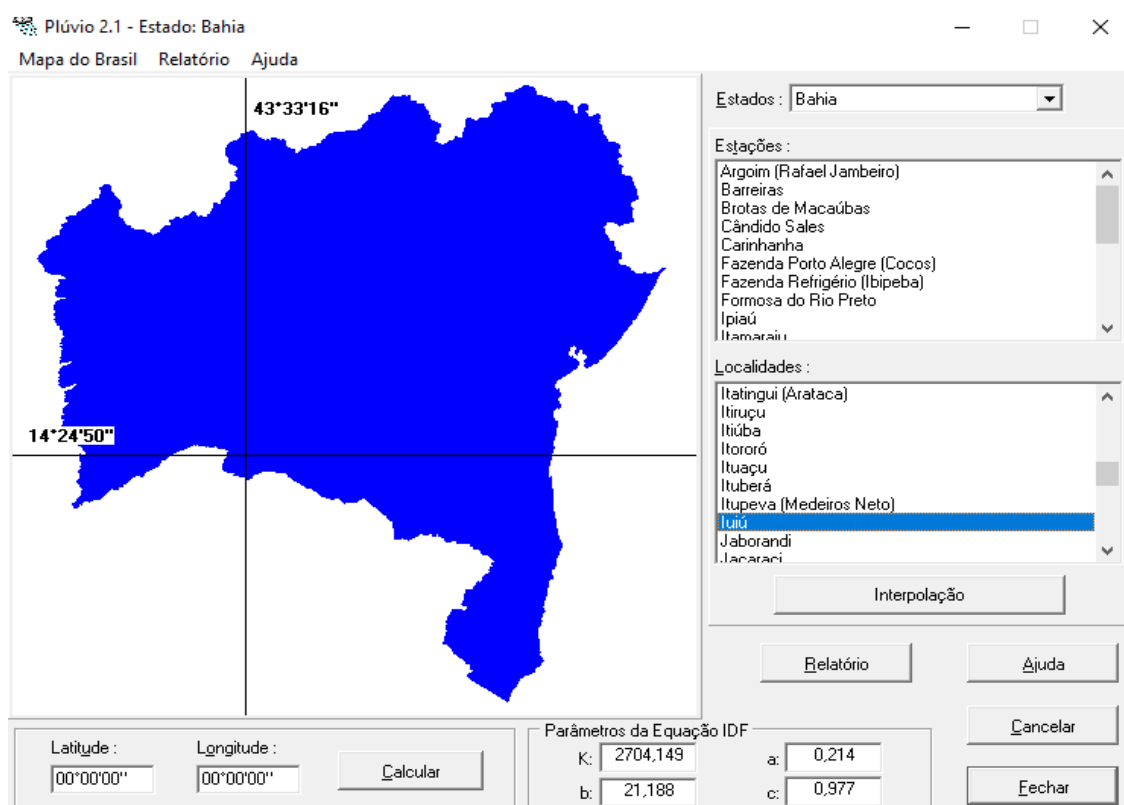 Plúvio 2.1 - Estado: Bahia
Mapa do Brasil Relatório Ajuda
43°33'16"
14°24'50"
Estados : Bahia
Estações :
Argoim (Rafael Jambeiro)
Barreiras
Brotas de Macaúbas
Cândido Sales
Carinhanha
Fazenda Porto Alegre (Cocos)
Fazenda Refrigério (Ibipeba)
Formosa do Rio Preto
Ipiaú
Itamaraju
Localidades :
Itatingui (Arataca)
Itiruçu
Itiúba
Itororó
Ituaçu
Ituberá
Itupeva (Medeiros Neto)
Iuiú
Jaborandi
Jacaraci
Interpolação
Relatório
Ajuda
Cancelar
Fechar
Latitude :
00°00'00''
Longitude :
00°00'00''
Calcular
Parâmetros da Equação IDF
K: 2704,149
a: 0,214
b: 21,188
c: 0,977